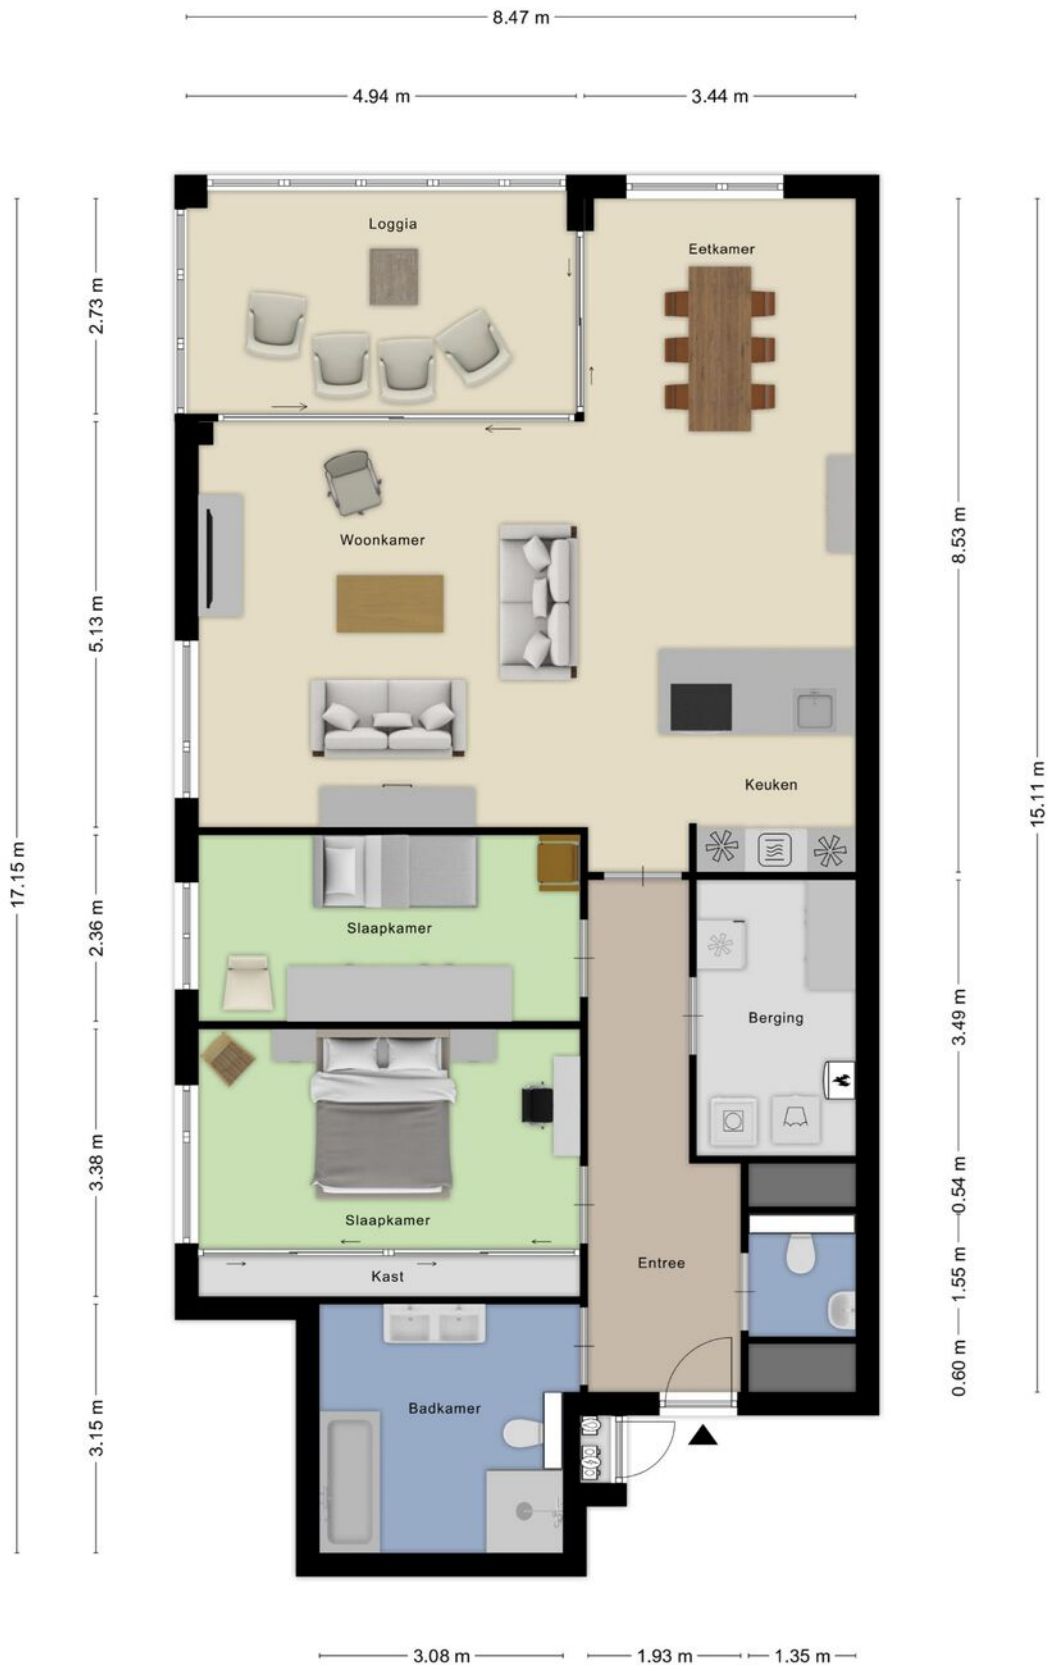 8.47 m
4.94 m
3.44 m
Loggia
Eetkamer
2.73 m
8.53 m
Woonkamer
5.13 m
15.11 m
Keuken
17.15 m
2.36 m
Slaapkamer
3.49 m
Berging
3.38 m
0.54 m
Slaapkamer
Entree
1.55 m
Kast
0.60 m
Badkamer
3.15 m
3.08 m
1.93 m
1.35 m